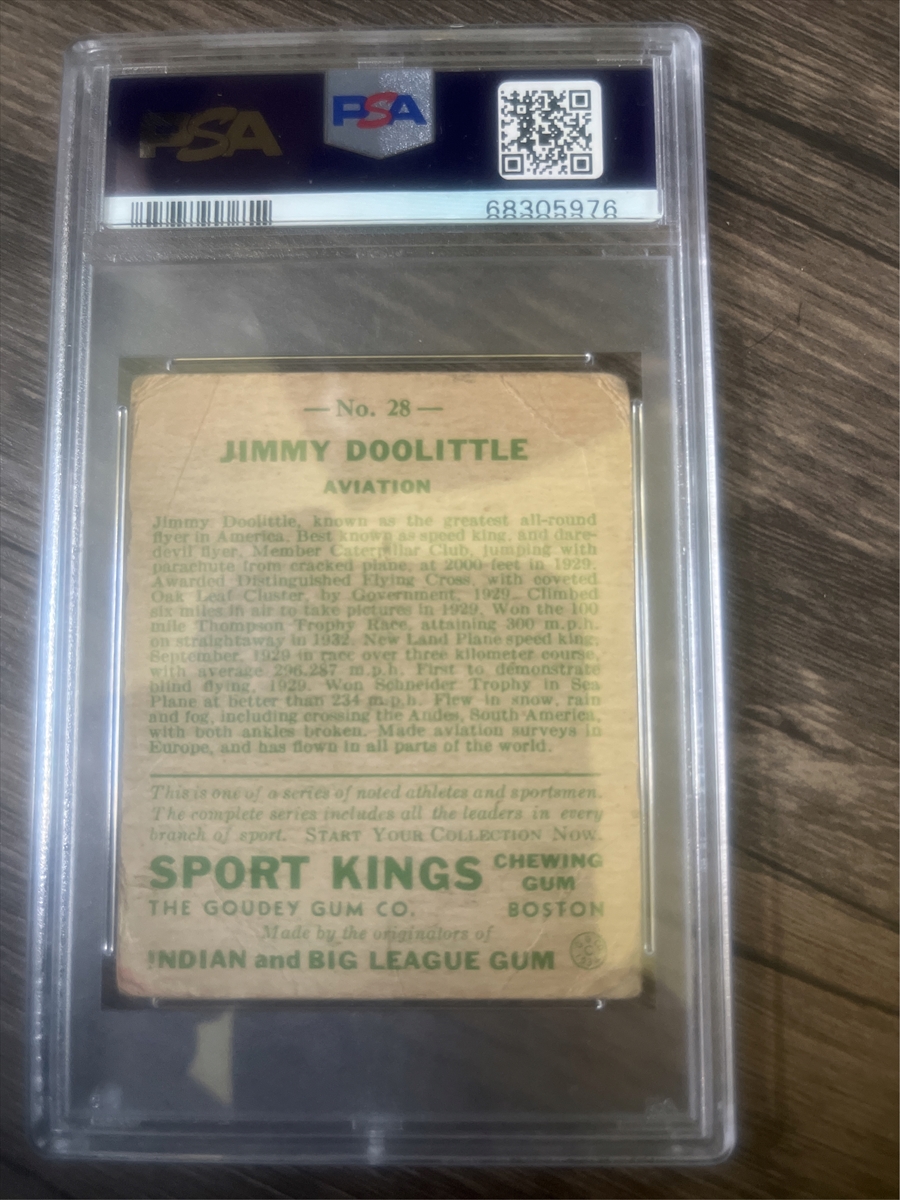 PSA
PSA
68305976
— No. 28 —
JIMMY DOOLITTLE
AVIATION
Jimmy Doolittle, known as the greatest all-round
flyer in America. Best known as speed king, and dare-
devil flyer. Member Caterpillar Club, jumping with
parachute from cracked plane, at 2000 feet in 1929.
Awarded Distinguished Flying Cross, with coveted
Oak Leaf Cluster, by Government, 1929. Climbed
six miles in air to take pictures in 1929. Won the 100
mile Thompson Trophy Race, attaining 300 m.p.h.
on straightaway in 1932. New Land Plane speed king,
September, 1929 in race over three kilometer course,
with average 296.287 m.p.h. First to demonstrate
blind flying, 1929. Won Schneider Trophy in Sea
Plane at better than 234 m.p.h. Flew in snow, rain
and fog, including crossing the Andes, South America,
with both ankles broken. Made aviation surveys in
Europe, and has flown in all parts of the world.
This is one of a series of noted athletes and sportsmen.
The complete series includes all the leaders in every
branch of sport. START YOUR COLLECTION NOW.
SPORT KINGS CHEWING GUM
THE GOUDEY GUM CO. BOSTON
Made by the originators of
INDIAN and BIG LEAGUE GUM